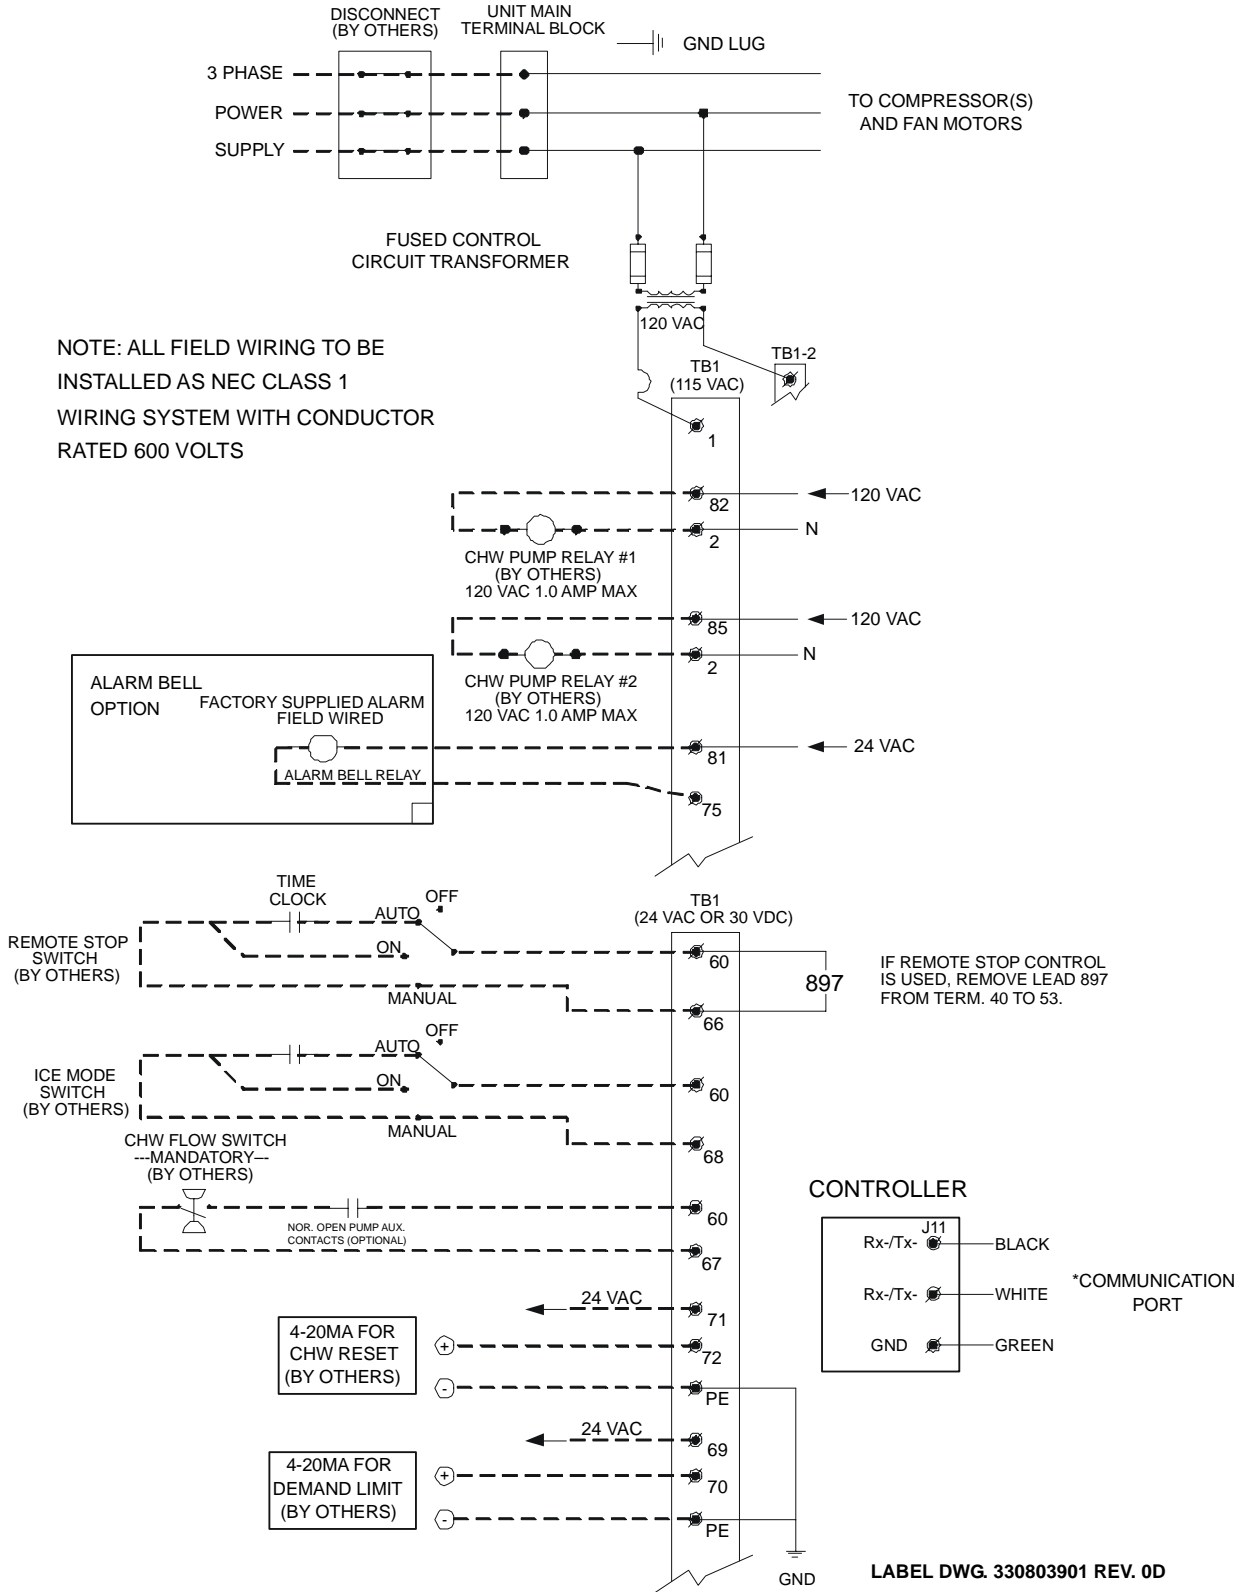 DISCONNECT
(BY OTHERS)
UNIT MAIN
TERMINAL BLOCK
GND LUG
3 PHASE
POWER
SUPPLY
TO COMPRESSOR(S)
AND FAN MOTORS
FUSED CONTROL
CIRCUIT TRANSFORMER
120 VAC
NOTE: ALL FIELD WIRING TO BE
INSTALLED AS NEC CLASS 1
WIRING SYSTEM WITH CONDUCTOR
RATED 600 VOLTS
TB1-2
TB1
(115 VAC)
1
82
120 VAC
2
N
CHW PUMP RELAY #1
(BY OTHERS)
120 VAC 1.0 AMP MAX
85
120 VAC
2
N
CHW PUMP RELAY #2
(BY OTHERS)
120 VAC 1.0 AMP MAX
ALARM BELL
OPTION
FACTORY SUPPLIED ALARM
FIELD WIRED
ALARM BELL RELAY
81
24 VAC
75
TIME
CLOCK
OFF
AUTO
ON
MANUAL
REMOTE STOP
SWITCH
(BY OTHERS)
TB1
(24 VAC OR 30 VDC)
60
897
66
IF REMOTE STOP CONTROL
IS USED, REMOVE LEAD 897
FROM TERM. 40 TO 53.
OFF
AUTO
ON
MANUAL
ICE MODE
SWITCH
(BY OTHERS)
60
68
CHW FLOW SWITCH
---MANDATORY–-
(BY OTHERS)
NOR. OPEN PUMP AUX.
CONTACTS (OPTIONAL)
60
67
CONTROLLER
J11
Rx-/Tx-
BLACK
Rx-/Tx-
WHITE
GND
GREEN
*COMMUNICATION
PORT
24 VAC
71
4-20MA FOR
CHW RESET
(BY OTHERS)
+
72
-
PE
24 VAC
69
4-20MA FOR
DEMAND LIMIT
(BY OTHERS)
+
70
-
PE
GND
LABEL DWG. 330803901 REV. 0D